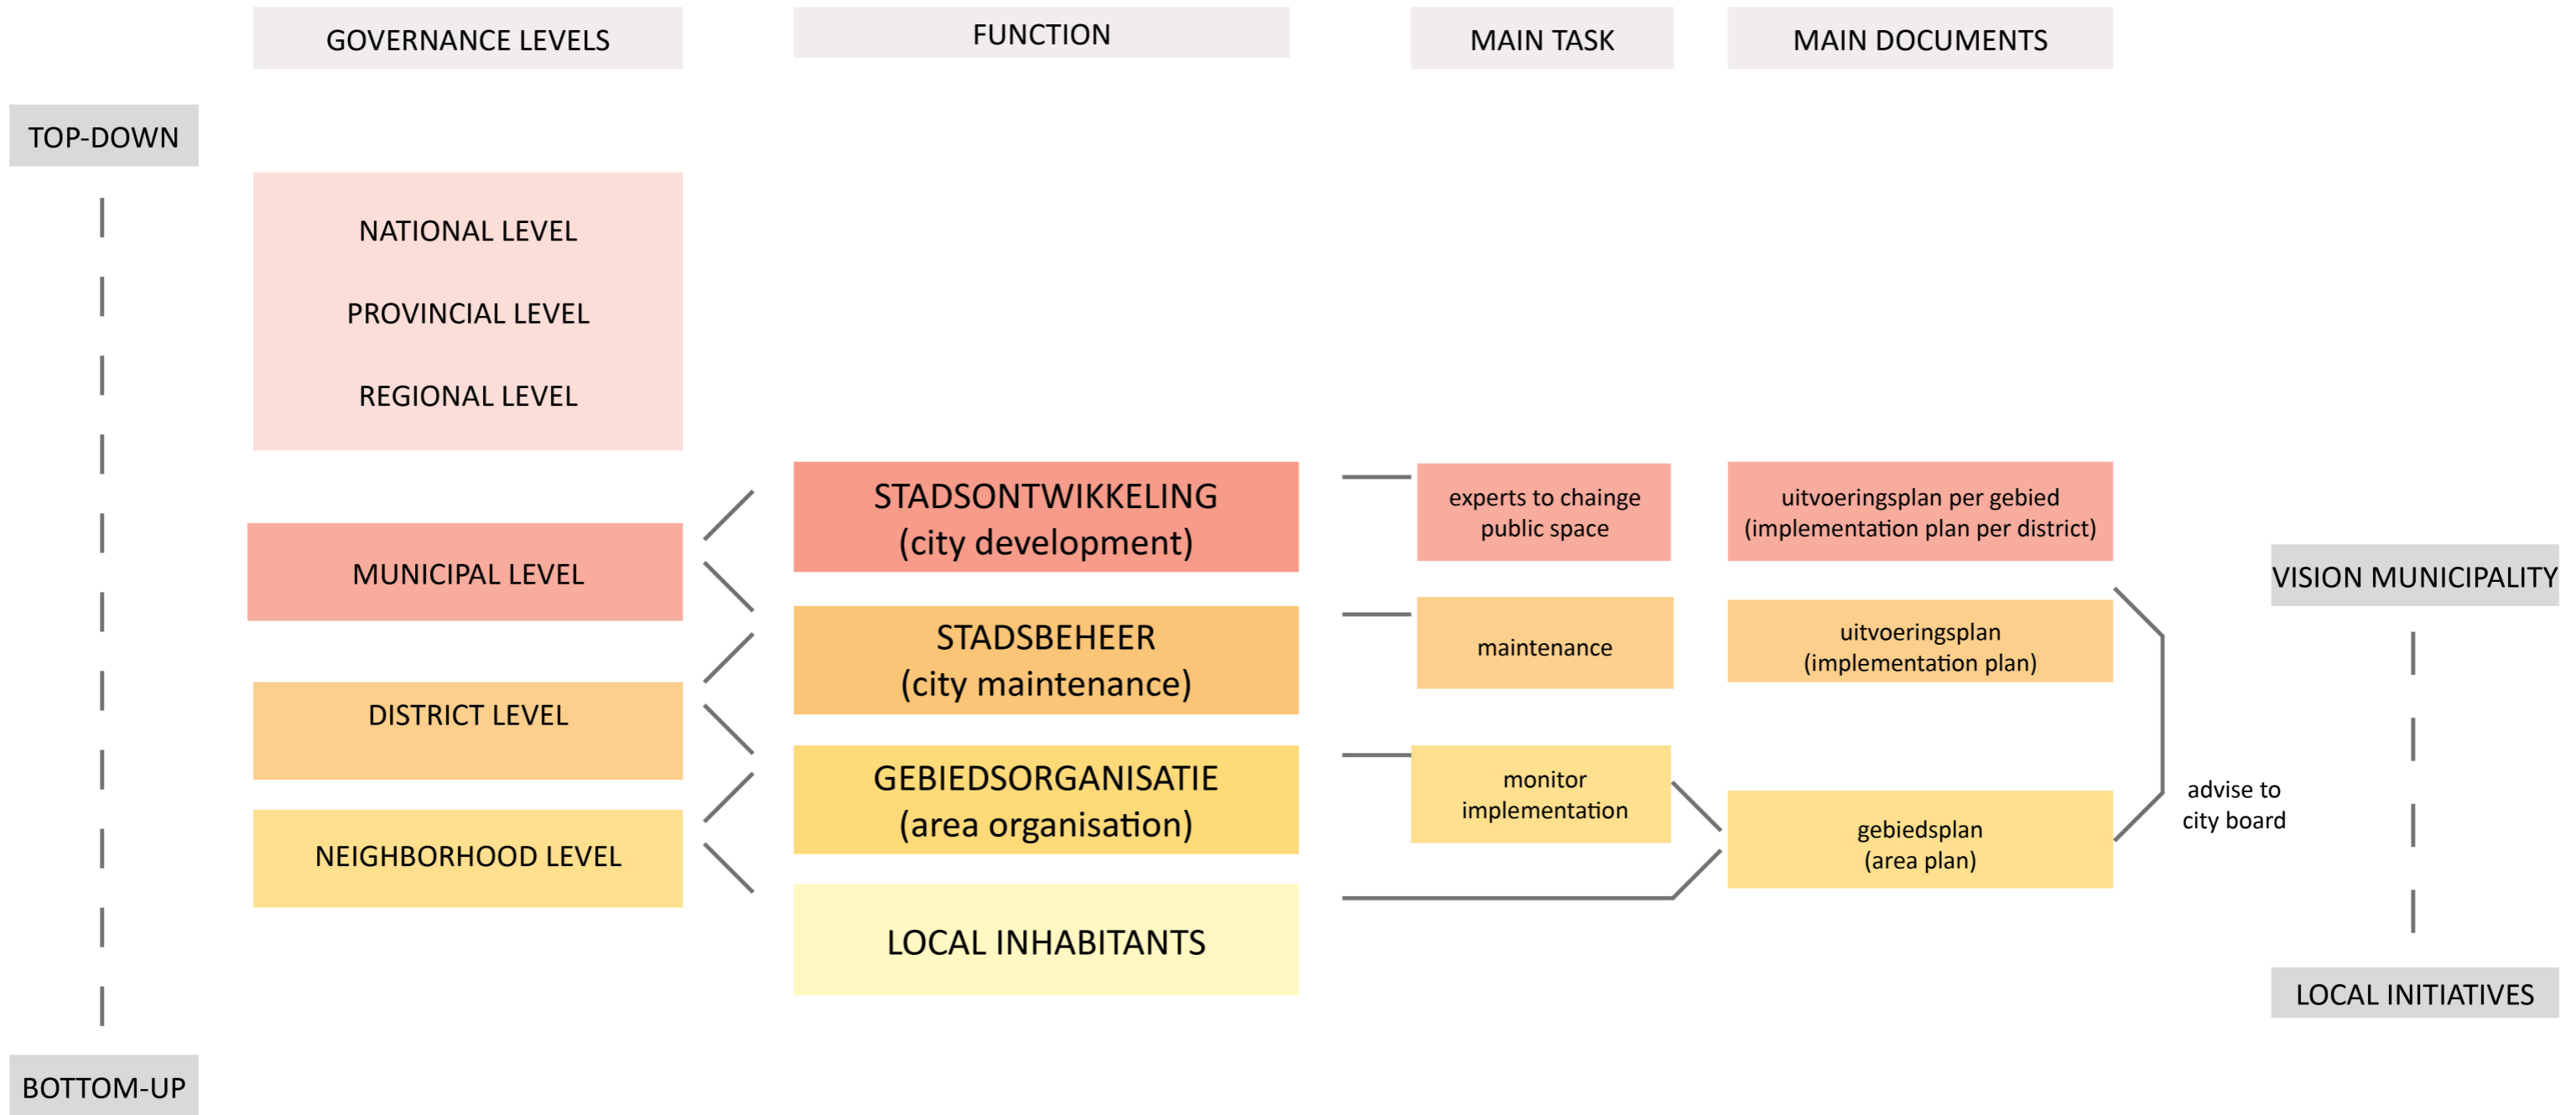 GOVERNANCE LEVELS
FUNCTION
MAIN TASK
MAIN DOCUMENTS
TOP-DOWN
NATIONAL LEVEL
PROVINCIAL LEVEL
REGIONAL LEVEL
MUNICIPAL LEVEL
DISTRICT LEVEL
NEIGHBORHOOD LEVEL
BOTTOM-UP
STADSONTWIKKELING
(city development)
STADSBEHEER
(city maintenance)
GEBIEDSORGANISATIE
(area organisation)
LOCAL INHABITANTS
experts to chainge
public space
maintenance
monitor
implementation
uitvoeringsplan per gebied
(implementation plan per district)
uitvoeringsplan
(implementation plan)
gebiedsplan
(area plan)
advise to
city board
VISION MUNICIPALITY
LOCAL INITIATIVES